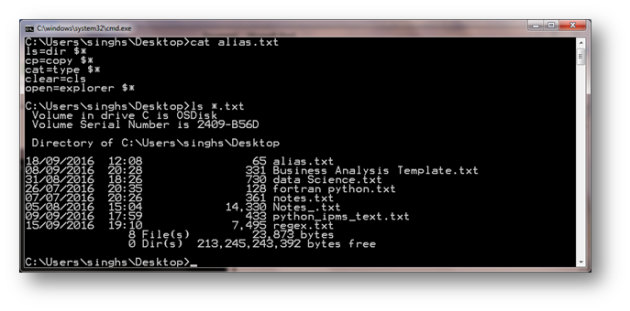 C:\windows\system32\cmd.exe
C:\Users\singhs\Desktop>cat alias.txt
ls=dir $*
cp=copy $*
cat=type $*
clear=cls
open=explorer $*
C:\Users\singhs\Desktop>ls *.txt
Volume in drive C is OSDisk
Volume Serial Number is 2409-B56D
Directory of C:\Users\singhs\Desktop
18/09/2016 12:08 65 alias.txt
08/09/2016 20:28 331 Business Analysis Template.txt
31/08/2016 18:26 730 data Science.txt
26/07/2016 20:35 128 fortran python.txt
07/07/2016 20:26 361 notes.txt
05/08/2016 15:04 14,330 Notes_.txt
09/09/2016 17:59 433 python_ipms_text.txt
15/09/2016 19:10 7,495 regex.txt
8 File(s) 23,873 bytes
0 Dir(s) 213,245,243,392 bytes free
C:\Users\singhs\Desktop>_